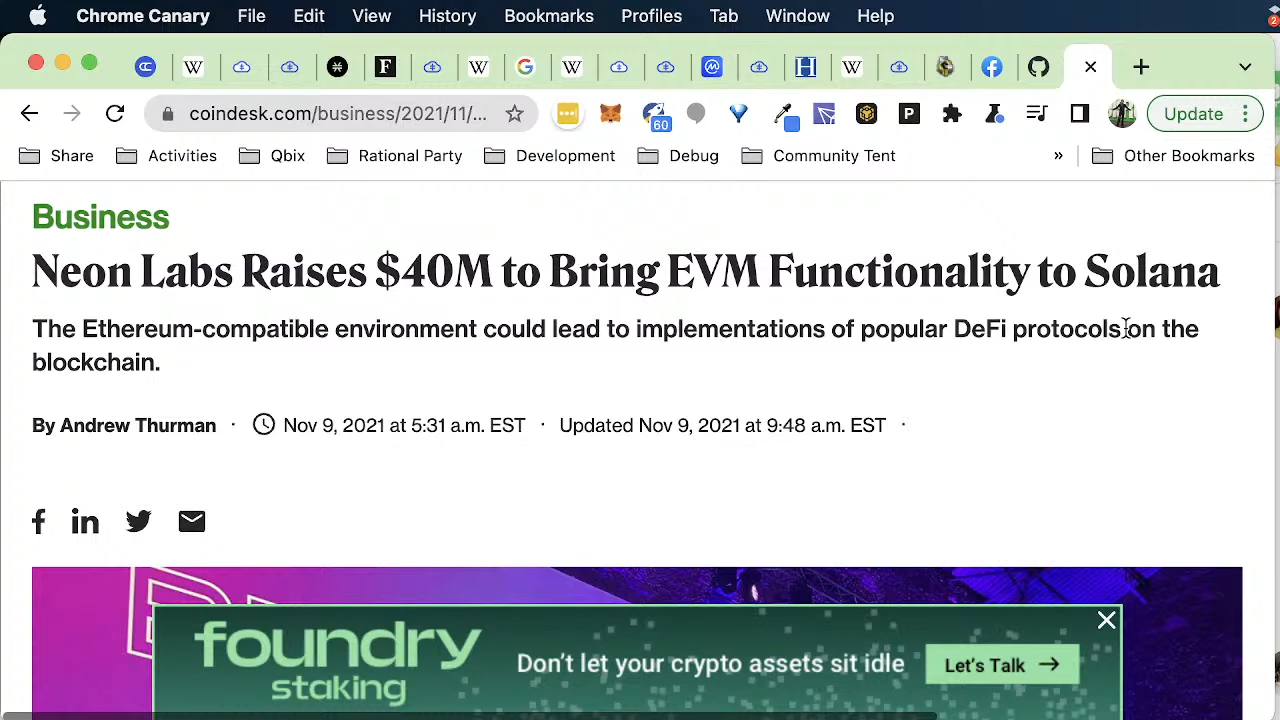 Chrome Canary File Edit View History Bookmarks Profiles Tab Window Help
2
coindesk.com/business/2021/11/... 60 P Update
Share Activities Qbix Rational Party Development Debug Community Tent » Other Bookmarks
Business
Neon Labs Raises $40M to Bring EVM Functionality to Solana
The Ethereum-compatible environment could lead to implementations of popular DeFi protocols on the
blockchain.
By Andrew Thurman · Nov 9, 2021 at 5:31 a.m. EST · Updated Nov 9, 2021 at 9:48 a.m. EST ·
foundry
staking
Don't let your crypto assets sit idle
Let's Talk →